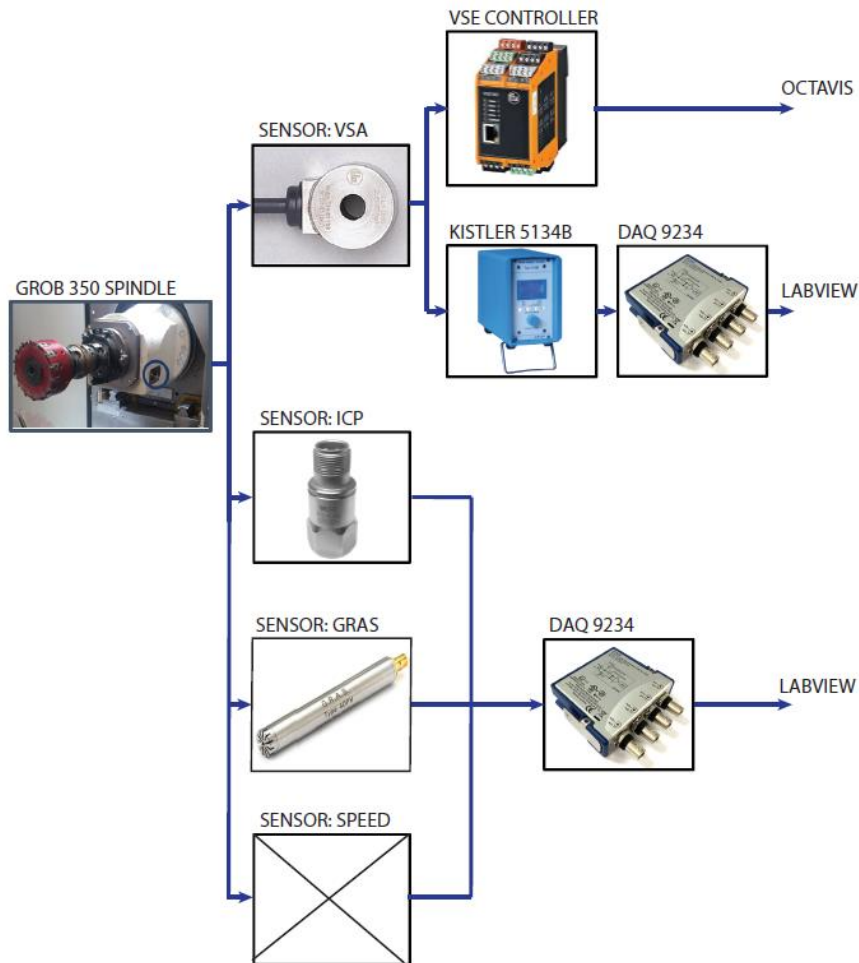 VSE CONTROLLER
OCTAVIS
SENSOR: VSA
KISTLER 5134B
DAQ 9234
GROB 350 SPINDLE
LABVIEW
SENSOR: ICP
SENSOR: GRAS
DAQ 9234
G.R.A.S.
LABVIEW
SENSOR: SPEED